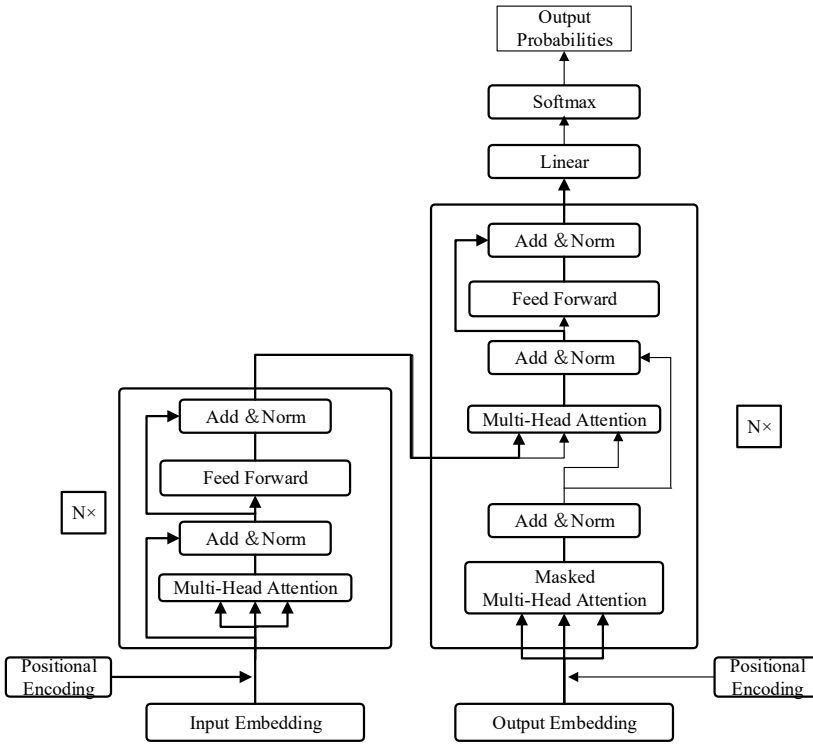 Output
Probabilities
Softmax
Linear
Add &Norm
Feed Forward
Add &Norm
Multi-Head Attention
N×
Add &Norm
Masked
Multi-Head Attention
Positional
Encoding
Output Embedding
Add &Norm
Feed Forward
N×
Add &Norm
Multi-Head Attention
Positional
Encoding
Input Embedding